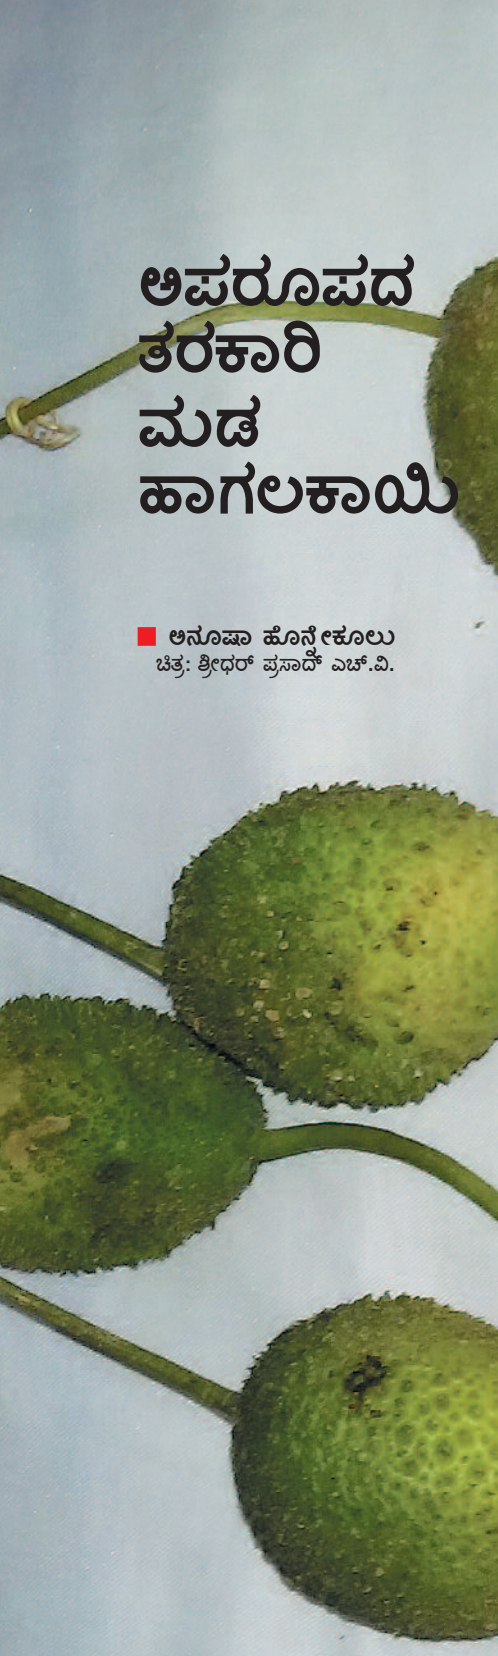 ಅಪರೂಪದ
ತರಕಾರಿ
ಮಡ
ಹಾಗಲಕಾಯಿ
ಅನೂಷಾ ಹೊನ್ನೇಕೂಲು
ಚಿತ್ರ: ಶ್ರೀಧರ್ ಪ್ರಸಾದ್ ಎಚ್.ವಿ.